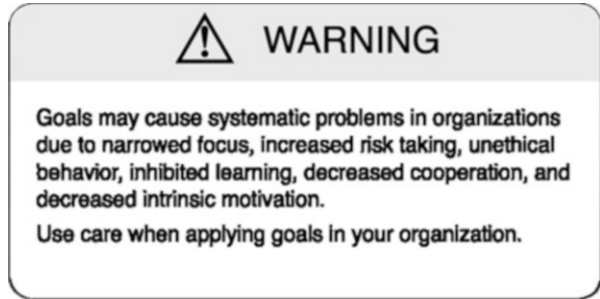 WARNING
Goals may cause systematic problems in organizations
due to narrowed focus, increased risk taking, unethical
behavior, inhibited learning, decreased cooperation, and
decreased intrinsic motivation.
Use care when applying goals in your organization.